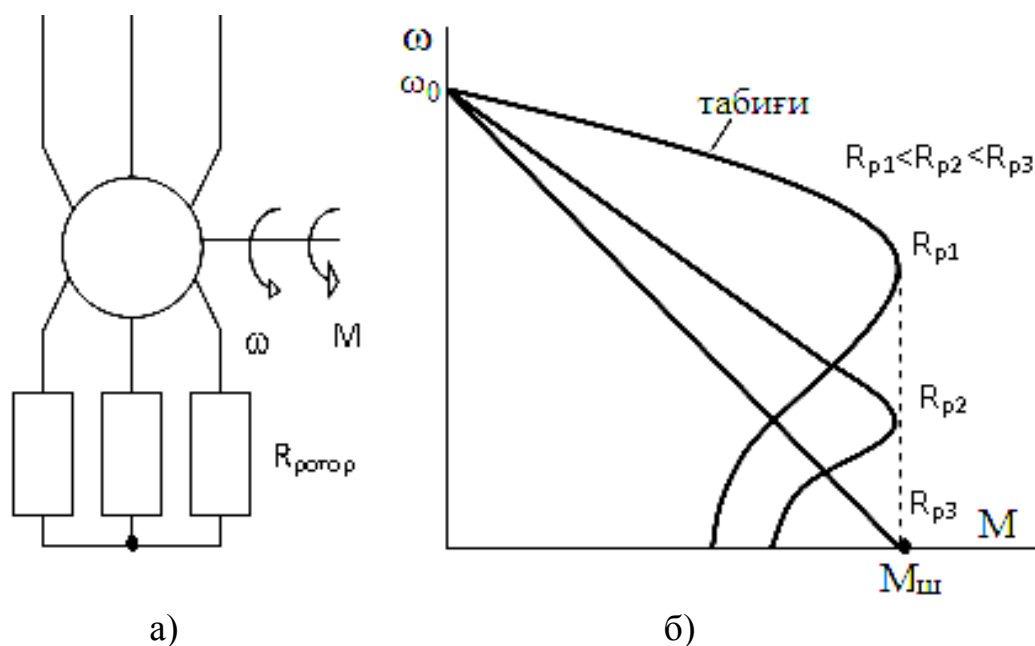 ω
M
Rротор
а)
ω
ω0
табиғи
Rр1<Rр2<Rр3
Rр1
Rр2
Rр3
M
Mш
б)